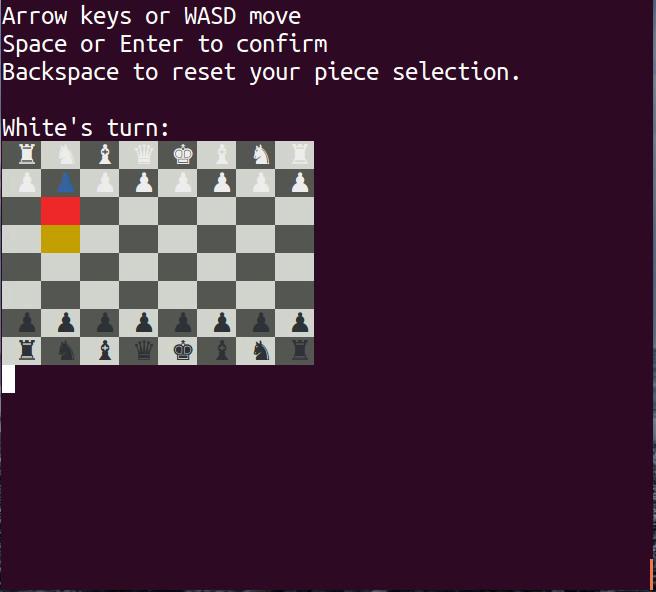 Arrow keys or WASD move
Space or Enter to confirm
Backspace to reset your piece selection.
White's turn: